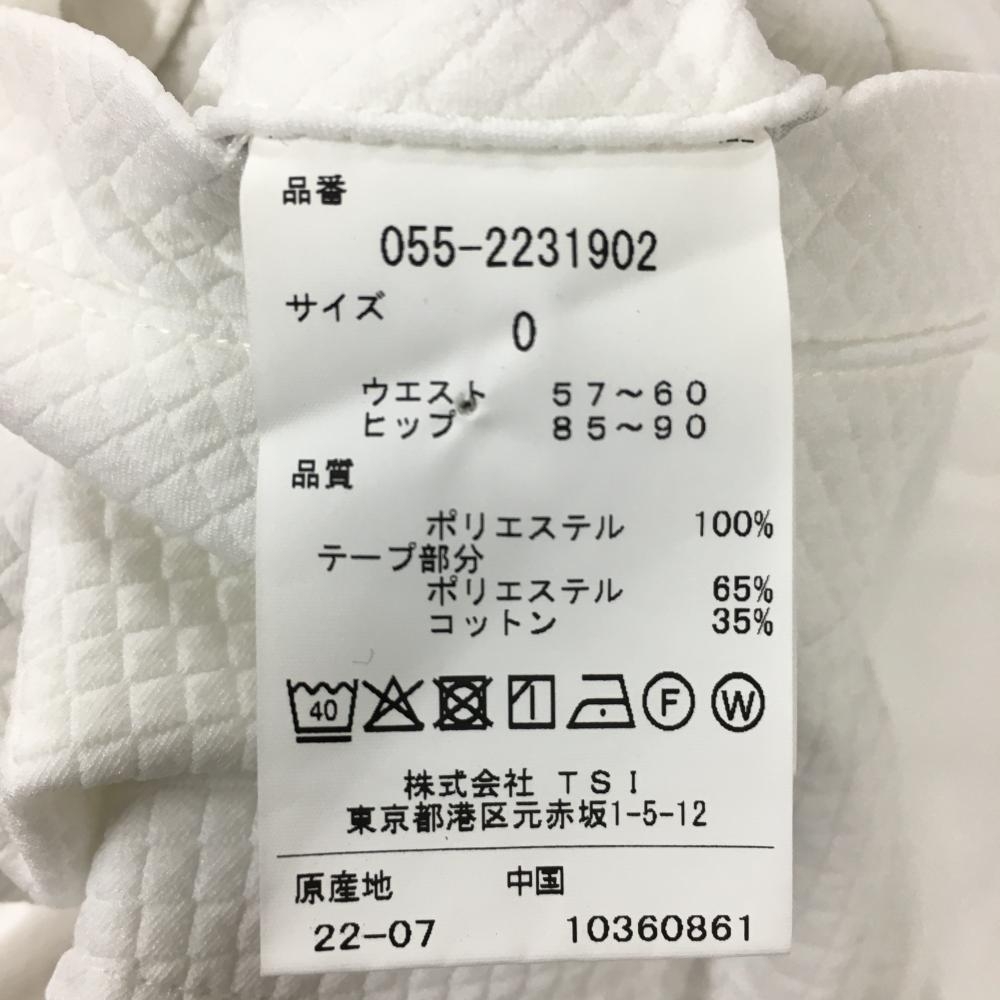 品番
055-2231902
サイズ
0
ウエスト 57～60
ヒップ 85～90
品質
ポリエステル 100%
テープ部分
ポリエステル 65%
コットン 35%
40 F W
株式会社 TSI
東京都港区元赤坂1-5-12
原産地 中国
22-07 10360861